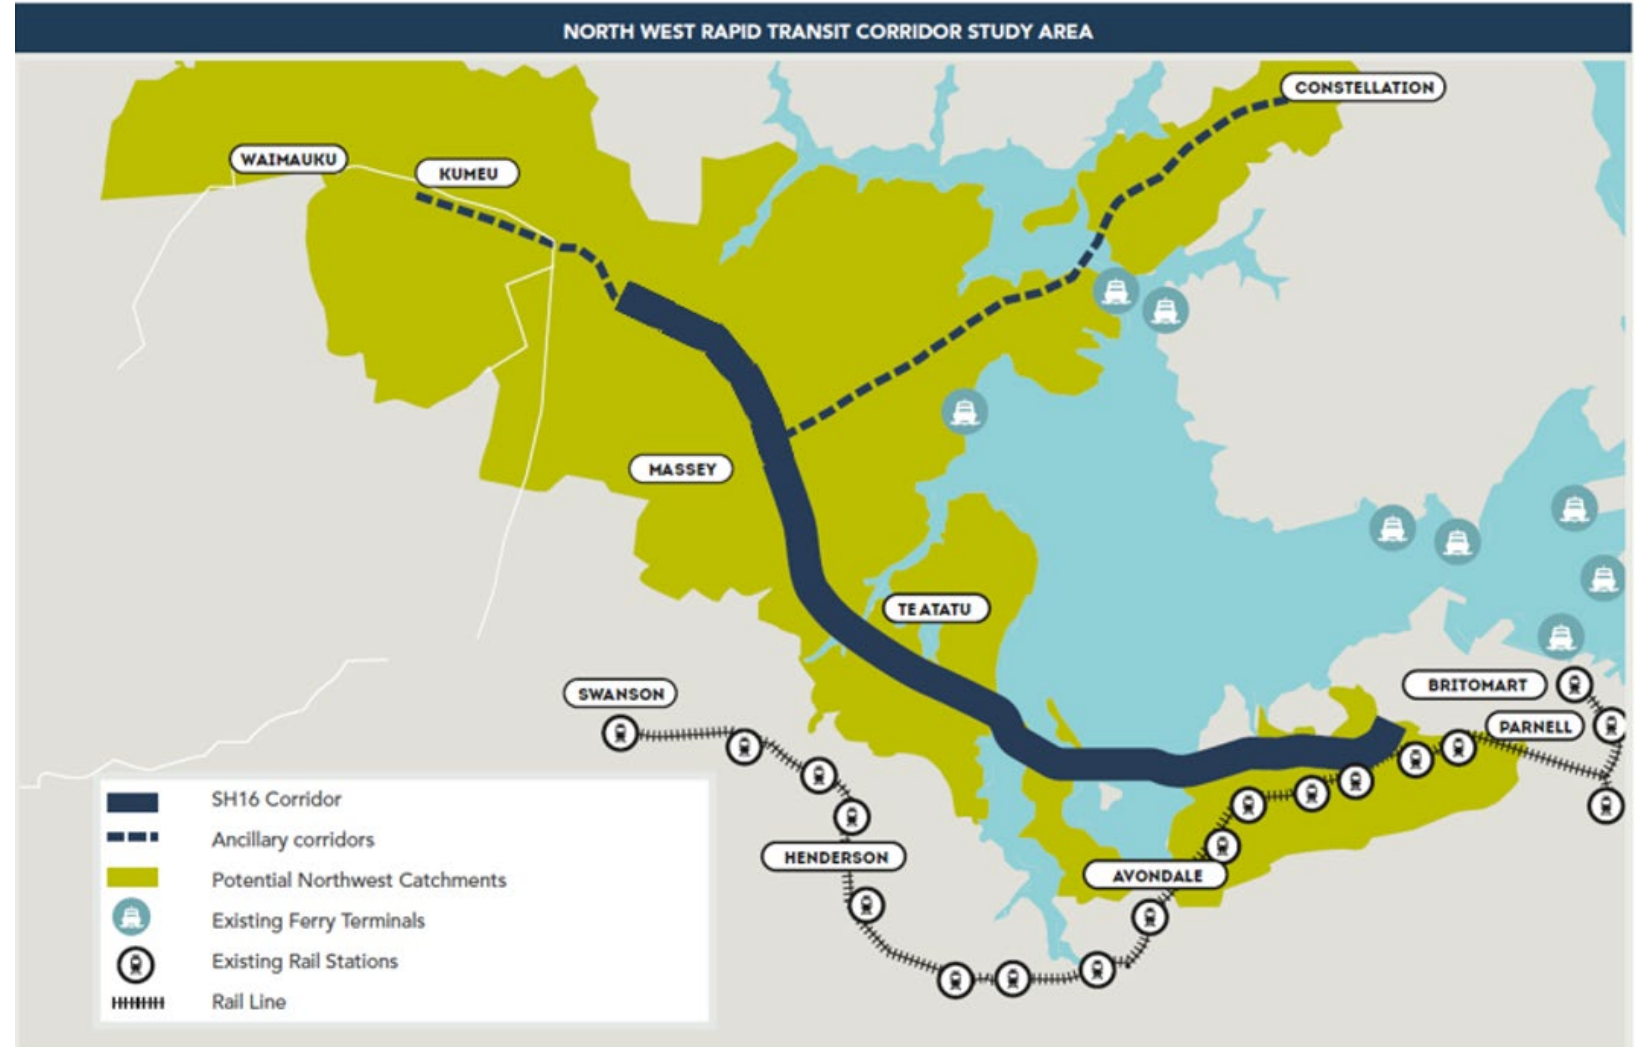 NORTH WEST RAPID TRANSIT CORRIDOR STUDY AREA
CONSTELLATION
WAIMAUKU
KUMEU
MASSEY
TE ATATU
SWANSON
BRITOMART
PARNELL
HENDERSON
AVONDALE
SH16 Corridor
Ancillary corridors
Potential Northwest Catchments
Existing Ferry Terminals
Existing Rail Stations
Rail Line